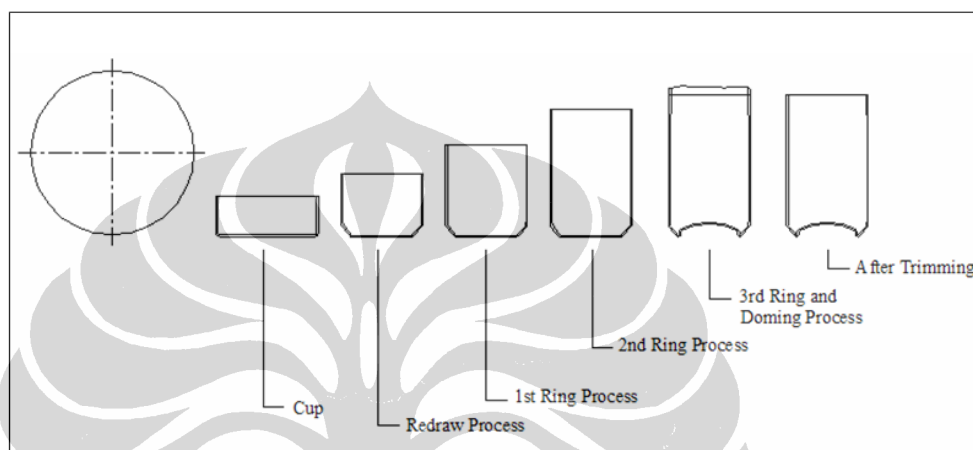 After Trimming
3rd Ring and
Doming Process
2nd Ring Process
1st Ring Process
Cup
Redraw Process